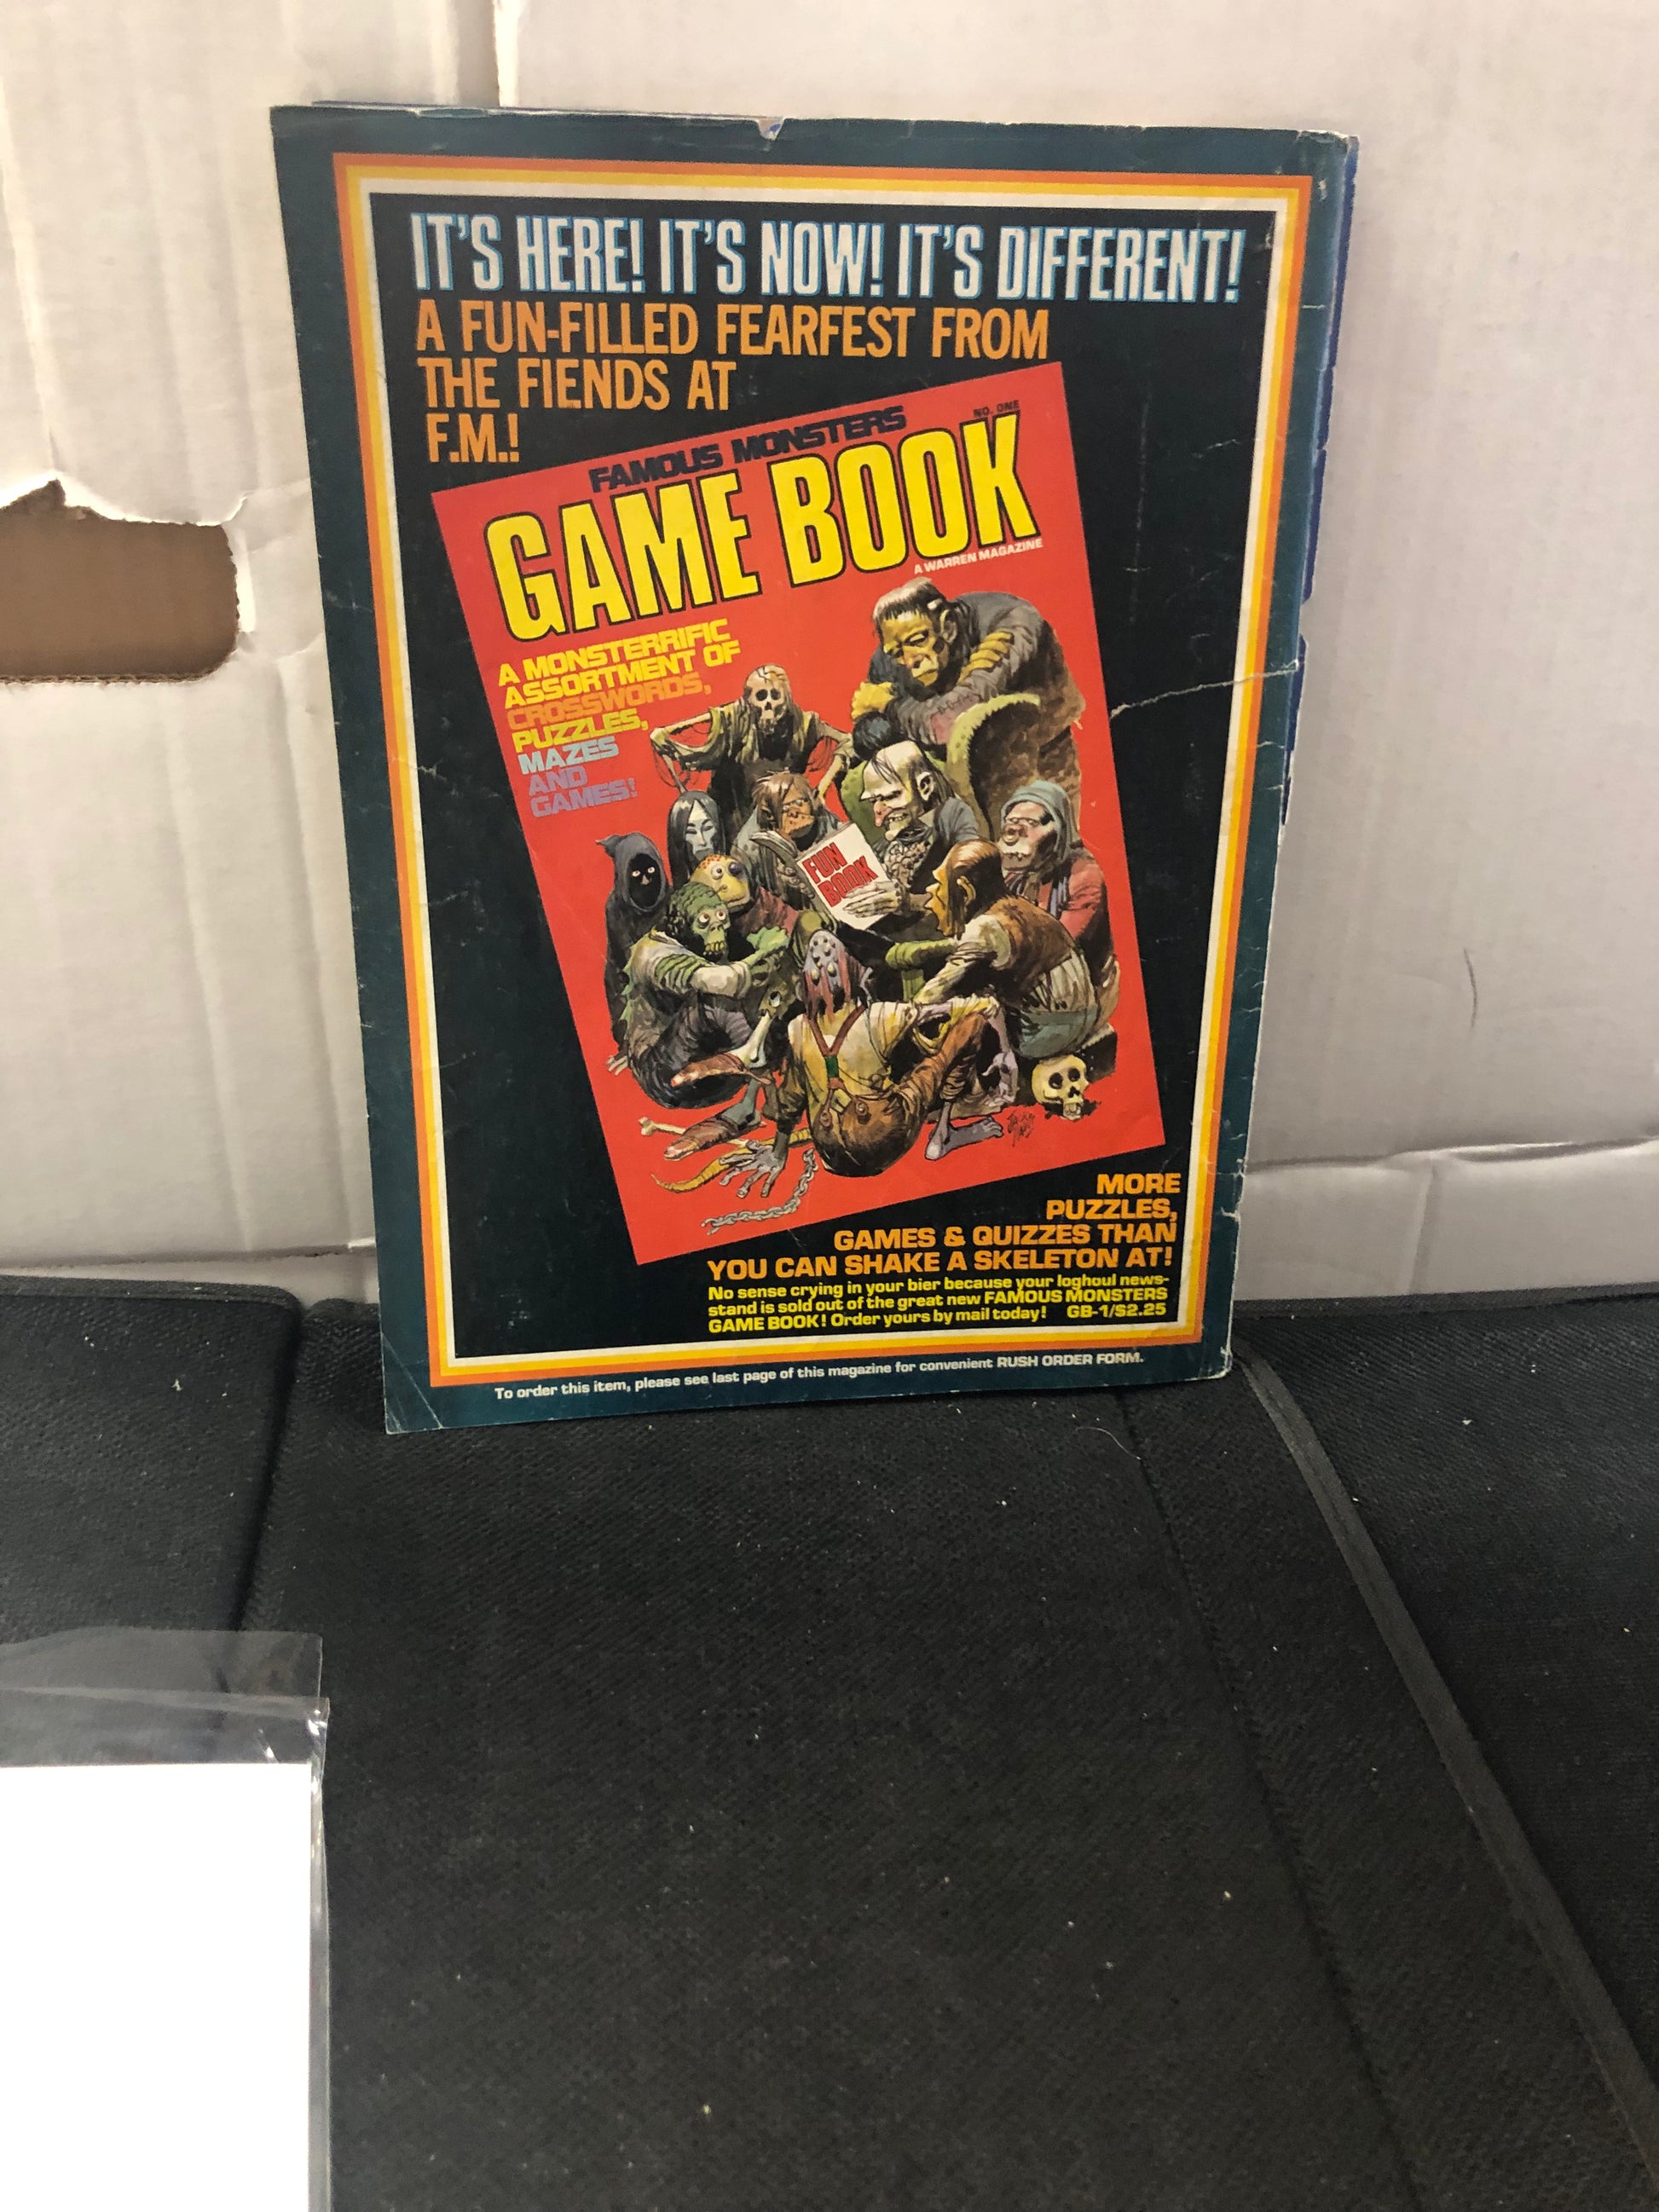 IT'S HERE! IT'S NOW! IT'S DIFFERENT!
A FUN-FILLED FEARFEST FROM
THE FIENDS AT
F.M.!
FAMOUS MONSTERS
NO. ONE
GAME BOOK
A WARREN MAGAZINE
A MONSTERRIFIC
ASSORTMENT OF
CROSSWORDS,
PUZZLES,
MAZES
AND
GAMES!
FUN
BOOK
MORE
PUZZLES,
GAMES & QUIZZES THAN
YOU CAN SHAKE A SKELETON AT!
No sense crying in your bier because your loghoul news-
stand is sold out of the great new FAMOUS MONSTERS
GAME BOOK! Order yours by mail today! GB-1/$2.25
To order this item, please see last page of this magazine for convenient RUSH ORDER FORM.